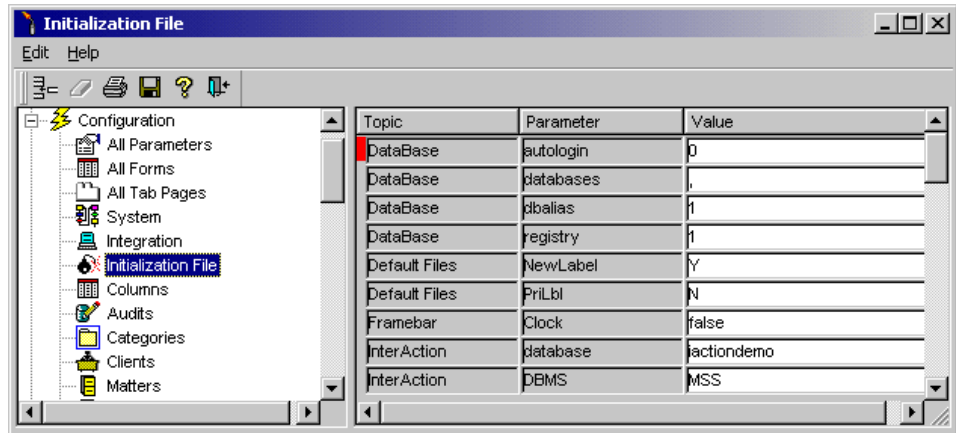 Initialization File
Edit Help
Configuration
All Parameters
All Forms
All Tab Pages
System
Integration
Initialization File
Columns
Audits
Categories
Clients
Matters
Topic Parameter Value
DataBase autologin 0
DataBase databases ,
DataBase dbalias 1
DataBase registry 1
Default Files NewLabel Y
Default Files PriLbl N
Framebar Clock false
InterAction database iactiondemo
InterAction DBMS MSS